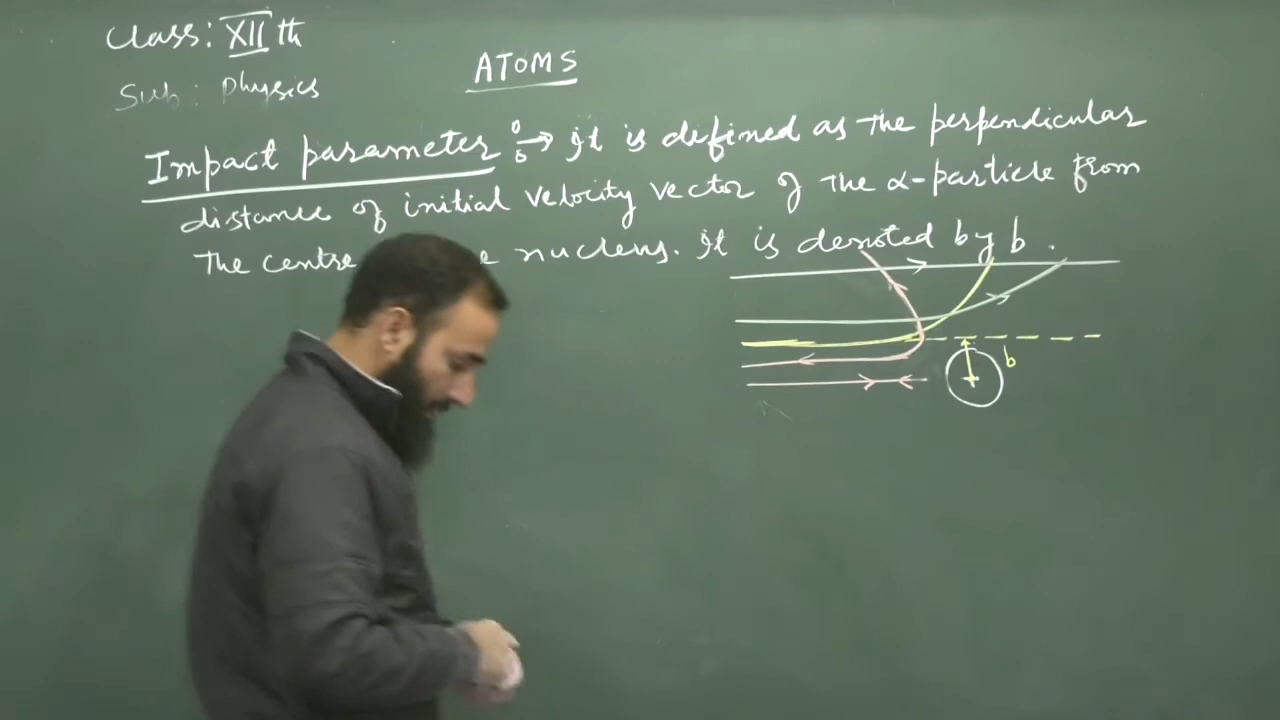 Class: XII th
Sub: Physics
ATOMS
Impact parameter :→ It is defined as the perpendicular
distance of initial velocity vector of the α-particle from
the centre nucleus. It is denoted by b.
b